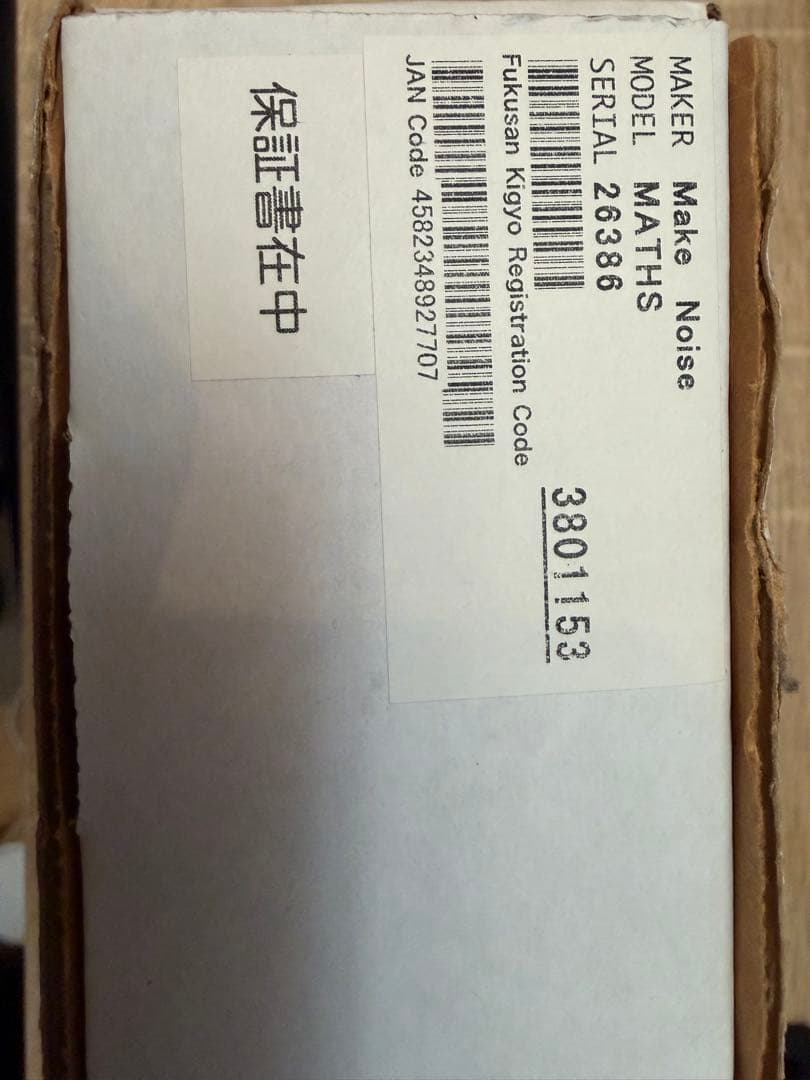 MAKER Make Noise
MODEL MATHS
SERIAL 26386
Fukusan Kigyo Registration Code
3801153
JAN Code 4582348927707
保証書在中